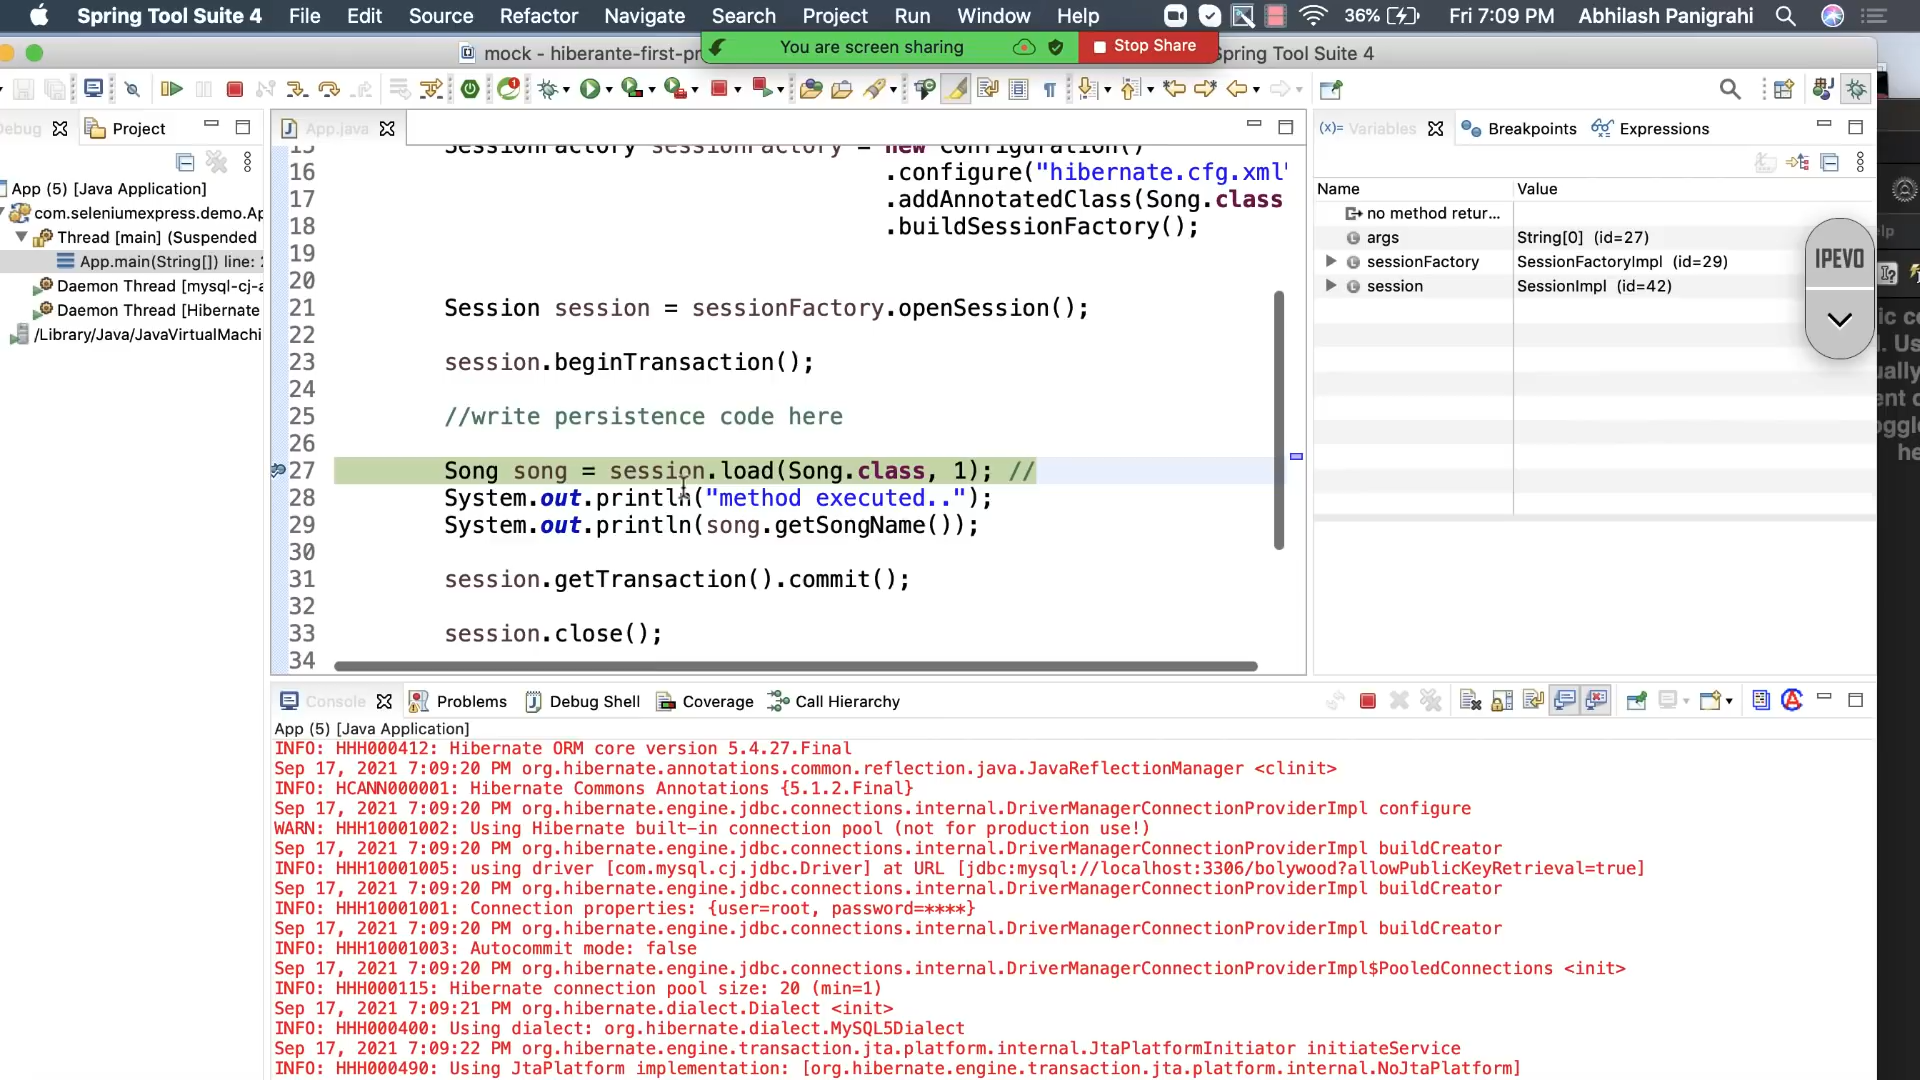 Spring Tool Suite 4 File Edit Source Refactor Navigate Search Project Run Window Help 36% Fri 7:09 PM Abhilash Panigrahi
mock - hiberante-first-pr You are screen sharing Stop Share Spring Tool Suite 4
Debug Project
App (5) [Java Application]
com.seleniumexpress.demo.Ap
Thread [main] (Suspended
App.main(String[]) line: 2
Daemon Thread [mysql-cj-a
Daemon Thread [Hibernate
/Library/Java/JavaVirtualMachi
App.java
15 SessionFactory sessionFactory = new Configuration()
16 .configure("hibernate.cfg.xml"
17 .addAnnotatedClass(Song.class
18 .buildSessionFactory();
19
20
21 Session session = sessionFactory.openSession();
22
23 session.beginTransaction();
24
25 //write persistence code here
26
27 Song song = session.load(Song.class, 1); //
28 System.out.println("method executed..");
29 System.out.println(song.getSongName());
30
31 session.getTransaction().commit();
32
33 session.close();
34
(x)= Variables Breakpoints Expressions
Name Value
no method retur...
args String[0] (id=27)
sessionFactory SessionFactoryImpl (id=29)
session SessionImpl (id=42)
IPEVO
Console Problems Debug Shell Coverage Call Hierarchy
App (5) [Java Application]
INFO: HHH000412: Hibernate ORM core version 5.4.27.Final
Sep 17, 2021 7:09:20 PM org.hibernate.annotations.common.reflection.java.JavaReflectionManager <clinit>
INFO: HCANN000001: Hibernate Commons Annotations {5.1.2.Final}
Sep 17, 2021 7:09:20 PM org.hibernate.engine.jdbc.connections.internal.DriverManagerConnectionProviderImpl configure
WARN: HHH10001002: Using Hibernate built-in connection pool (not for production use!)
Sep 17, 2021 7:09:20 PM org.hibernate.engine.jdbc.connections.internal.DriverManagerConnectionProviderImpl buildCreator
INFO: HHH10001005: using driver [com.mysql.cj.jdbc.Driver] at URL [jdbc:mysql://localhost:3306/bolywood?allowPublicKeyRetrieval=true]
Sep 17, 2021 7:09:20 PM org.hibernate.engine.jdbc.connections.internal.DriverManagerConnectionProviderImpl buildCreator
INFO: HHH10001001: Connection properties: {user=root, password=****}
Sep 17, 2021 7:09:20 PM org.hibernate.engine.jdbc.connections.internal.DriverManagerConnectionProviderImpl buildCreator
INFO: HHH10001003: Autocommit mode: false
Sep 17, 2021 7:09:20 PM org.hibernate.engine.jdbc.connections.internal.DriverManagerConnectionProviderImpl$PooledConnections <init>
INFO: HHH000115: Hibernate connection pool size: 20 (min=1)
Sep 17, 2021 7:09:21 PM org.hibernate.dialect.Dialect <init>
INFO: HHH000400: Using dialect: org.hibernate.dialect.MySQL5Dialect
Sep 17, 2021 7:09:22 PM org.hibernate.engine.transaction.jta.platform.internal.JtaPlatformInitiator initiateService
INFO: HHH000490: Using JtaPlatform implementation: [org.hibernate.engine.transaction.jta.platform.internal.NoJtaPlatform]